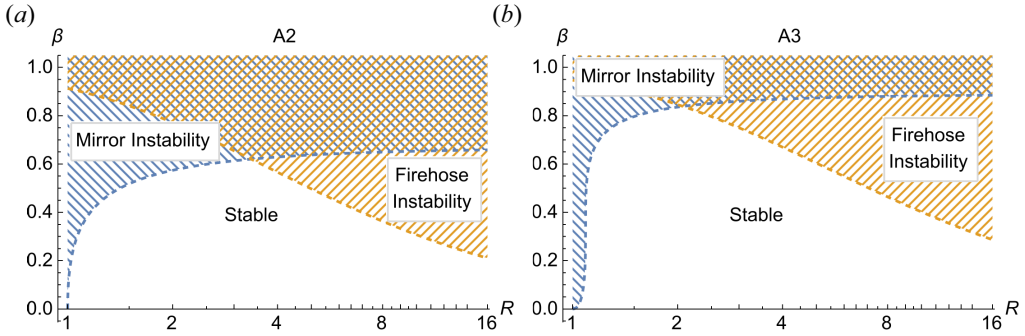 (a)
β
A2
1.0
0.8
0.6
0.4
0.2
0.0
Mirror Instability
Firehose
Instability
Stable
1
2
4
8
16
R
(b)
β
A3
1.0
0.8
0.6
0.4
0.2
0.0
Mirror Instability
Firehose
Instability
Stable
1
2
4
8
16
R